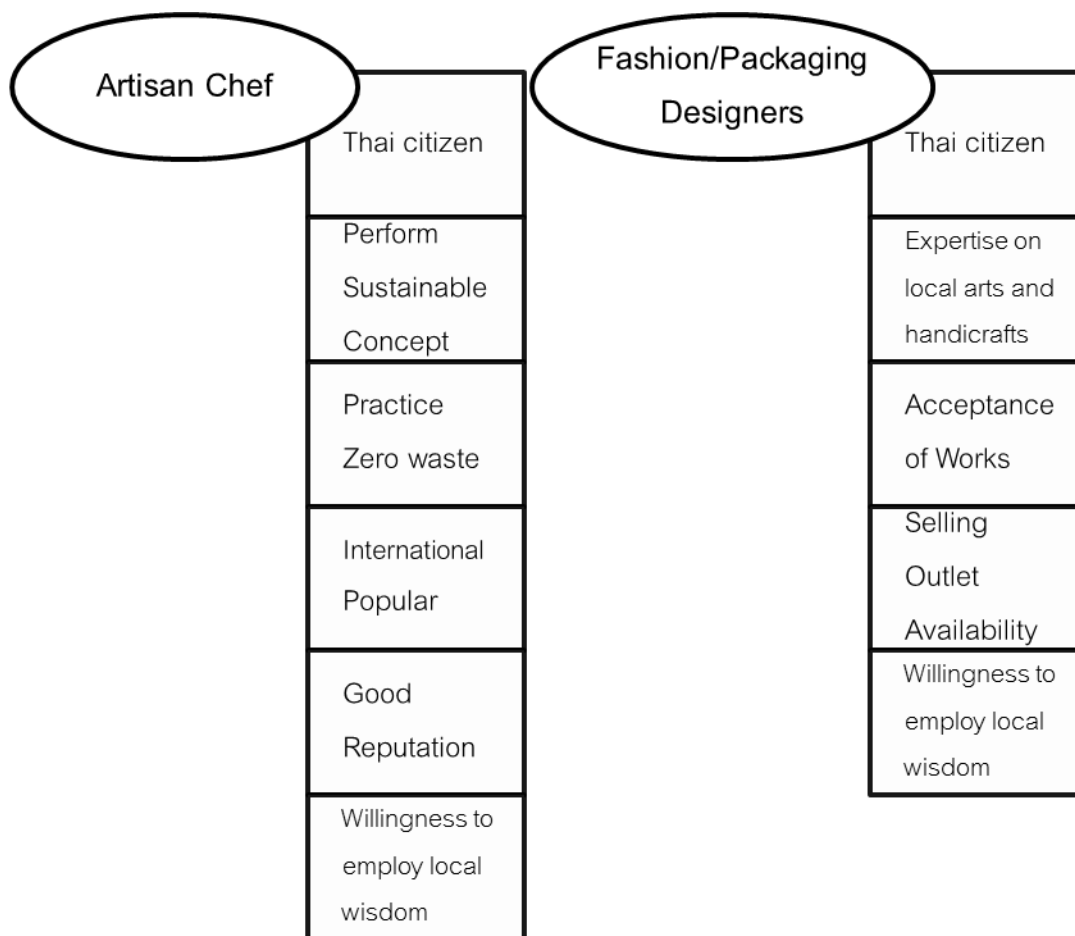 Artisan Chef
Thai citizen
Perform
Sustainable
Concept
Practice
Zero waste
International
Popular
Good
Reputation
Willingness to
employ local
wisdom
Fashion/Packaging
Designers
Thai citizen
Expertise on
local arts and
handicrafts
Acceptance
of Works
Selling
Outlet
Availability
Willingness to
employ local
wisdom